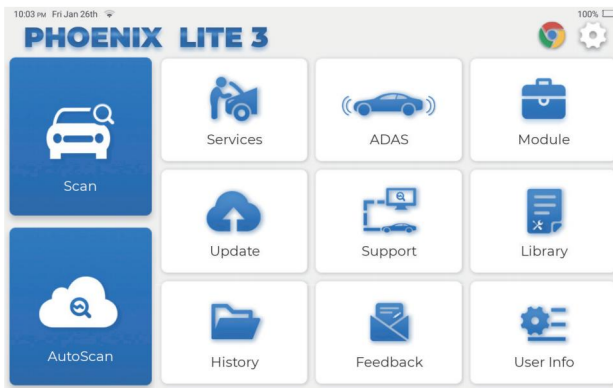 10:03 PM Fri Jan 26th
100%
PHOENIX LITE 3
Scan
Services
ADAS
Module
Update
Support
Library
AutoScan
History
Feedback
User Info